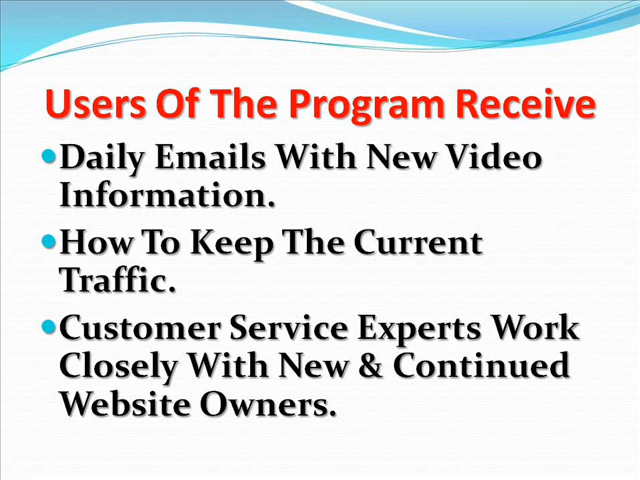 Users Of The Program Receive
Daily Emails With New Video
Information.
How To Keep The Current
Traffic.
Customer Service Experts Work
Closely With New & Continued
Website Owners.